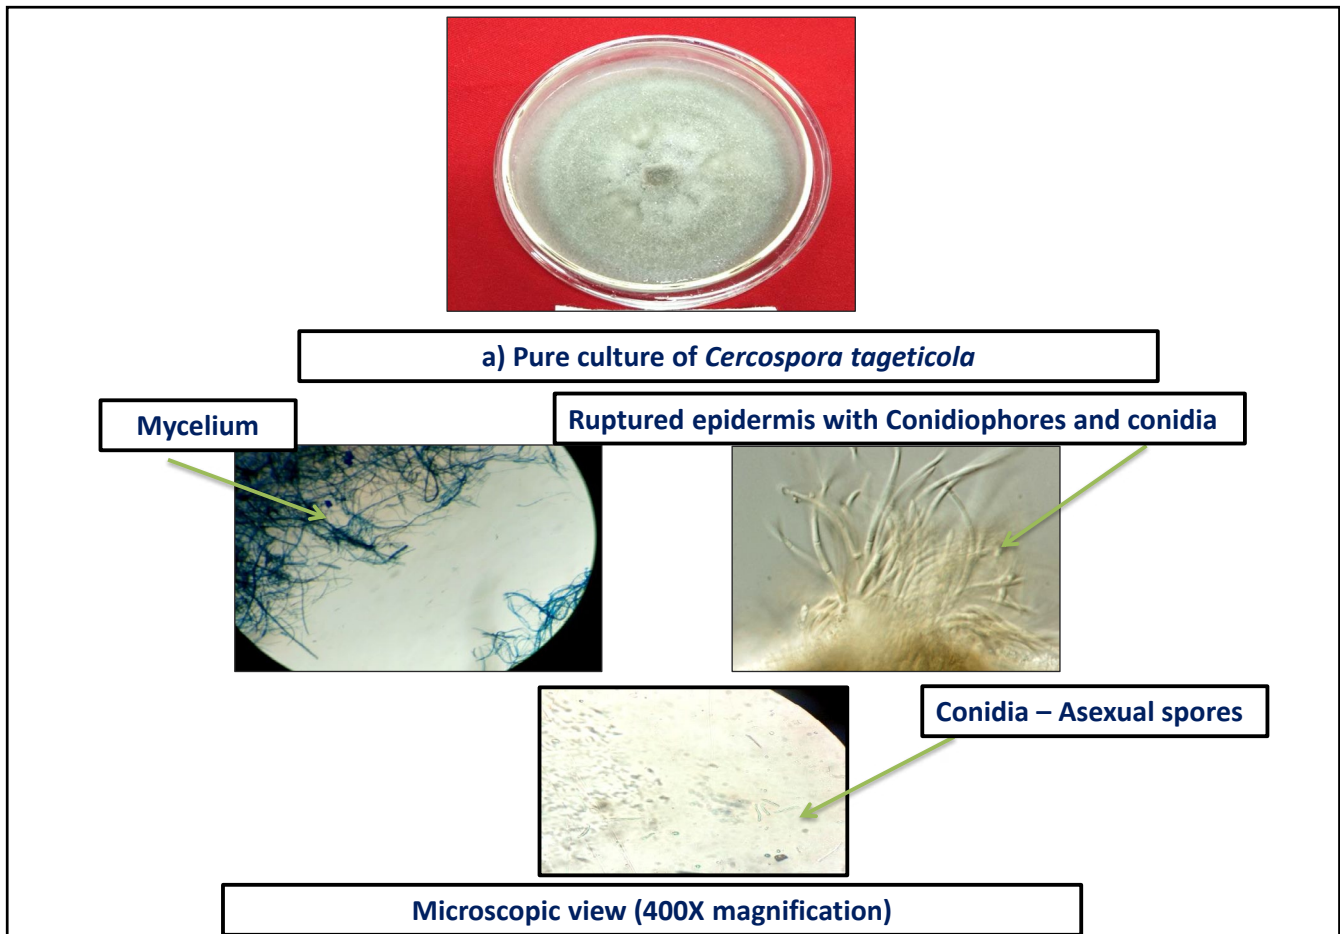 a) Pure culture of Cercospora tageticola
Mycelium
Ruptured epidermis with Conidiophores and conidia
Conidia – Asexual spores
Microscopic view (400X magnification)